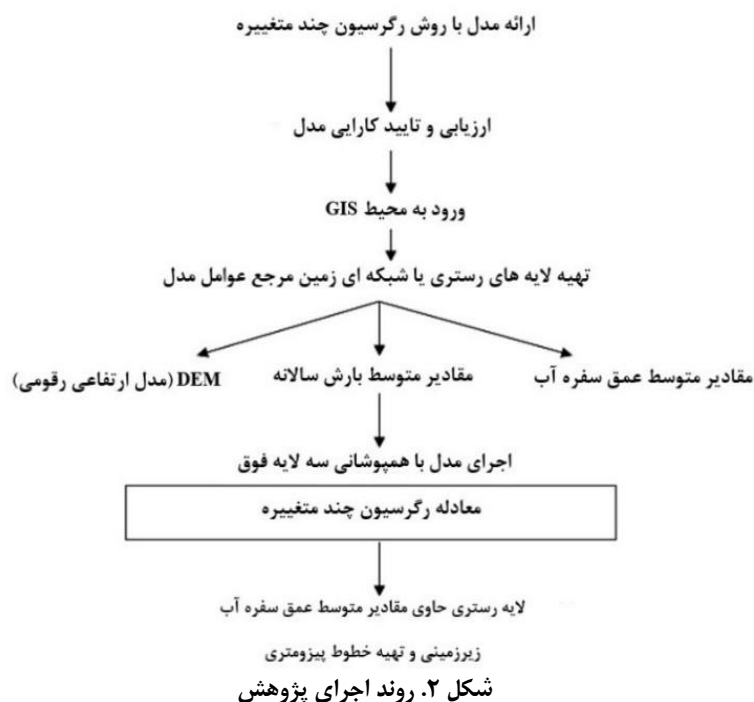 ارائه مدل با روش رگرسیون چند متغییره
ارزیابی و تایید کارایی مدل
ورود به محیط GIS
تهیه لایه های رستری یا شبکه ای زمین مرجع عوامل مدل
مقادیر متوسط عمق سفره آب
مقادیر متوسط بارش سالانه
DEM (مدل ارتفاعی رقومی)
اجرای مدل با همپوشانی سه لایه فوق
معادله رگرسیون چند متغییره
لایه رستری حاوی مقادیر متوسط عمق سفره آب
زیرزمینی و تهیه خطوط پیزومتری
شکل ۲. روند اجرای پژوهش